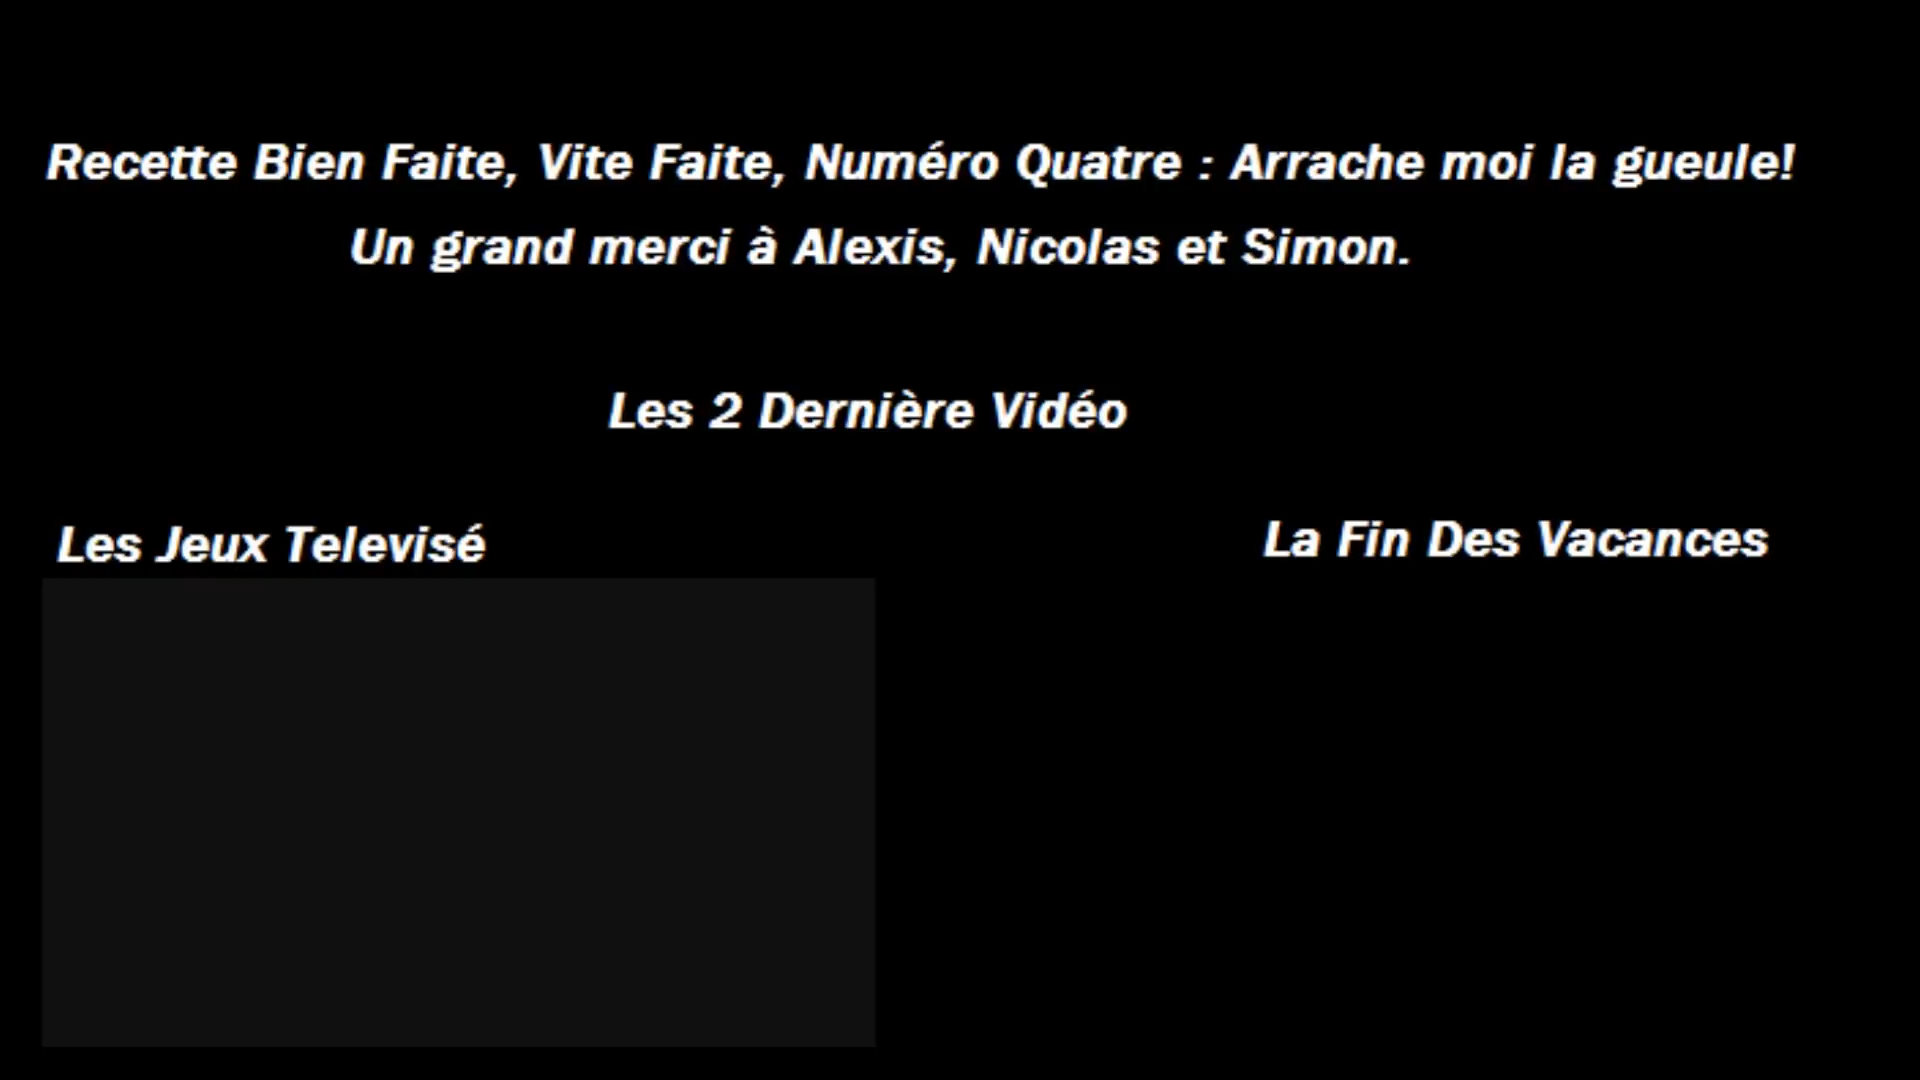 Recette Bien Faite, Vite Faite, Numéro Quatre : Arrache moi la gueule!
Un grand merci à Alexis, Nicolas et Simon.
Les 2 Dernière Vidéo
Les Jeux Televisé
La Fin Des Vacances